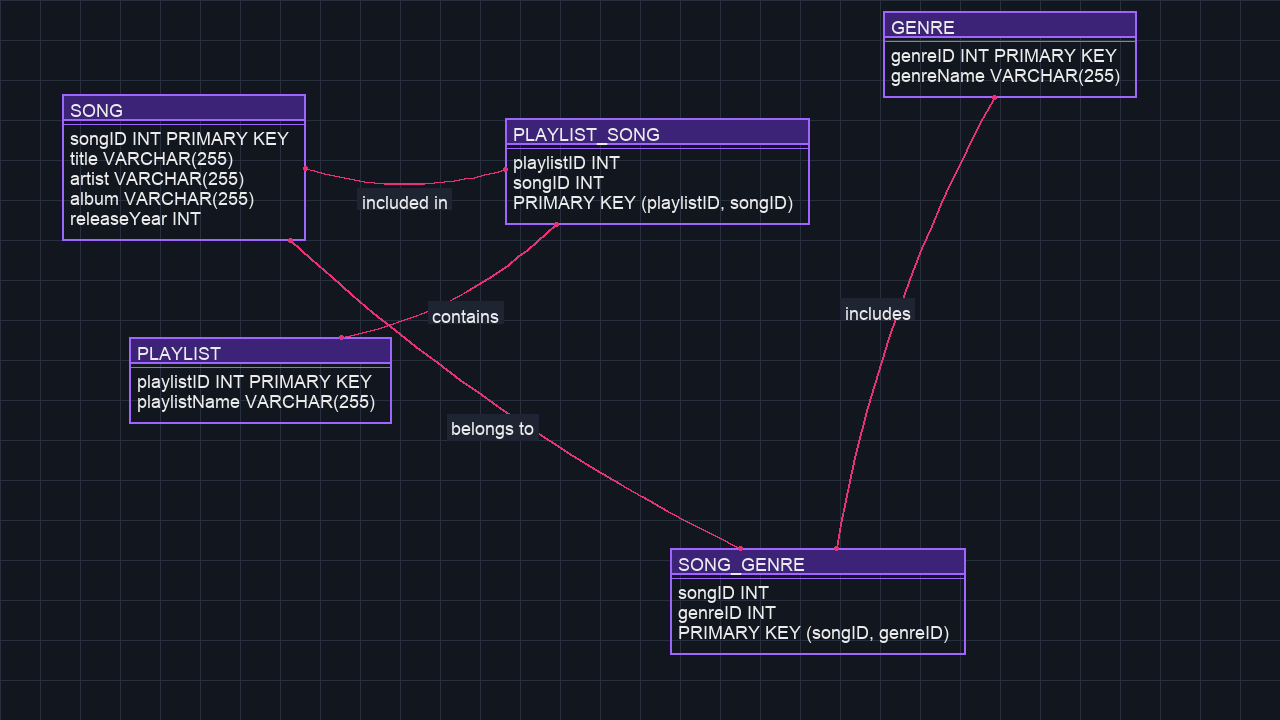 GENRE
genreID INT PRIMARY KEY
genreName VARCHAR(255)
SONG
songID INT PRIMARY KEY
title VARCHAR(255)
artist VARCHAR(255)
album VARCHAR(255)
releaseYear INT
PLAYLIST_SONG
playlistID INT
songID INT
PRIMARY KEY (playlistID, songID)
included in
contains
includes
PLAYLIST
playlistID INT PRIMARY KEY
playlistName VARCHAR(255)
belongs to
SONG_GENRE
songID INT
genreID INT
PRIMARY KEY (songID, genreID)